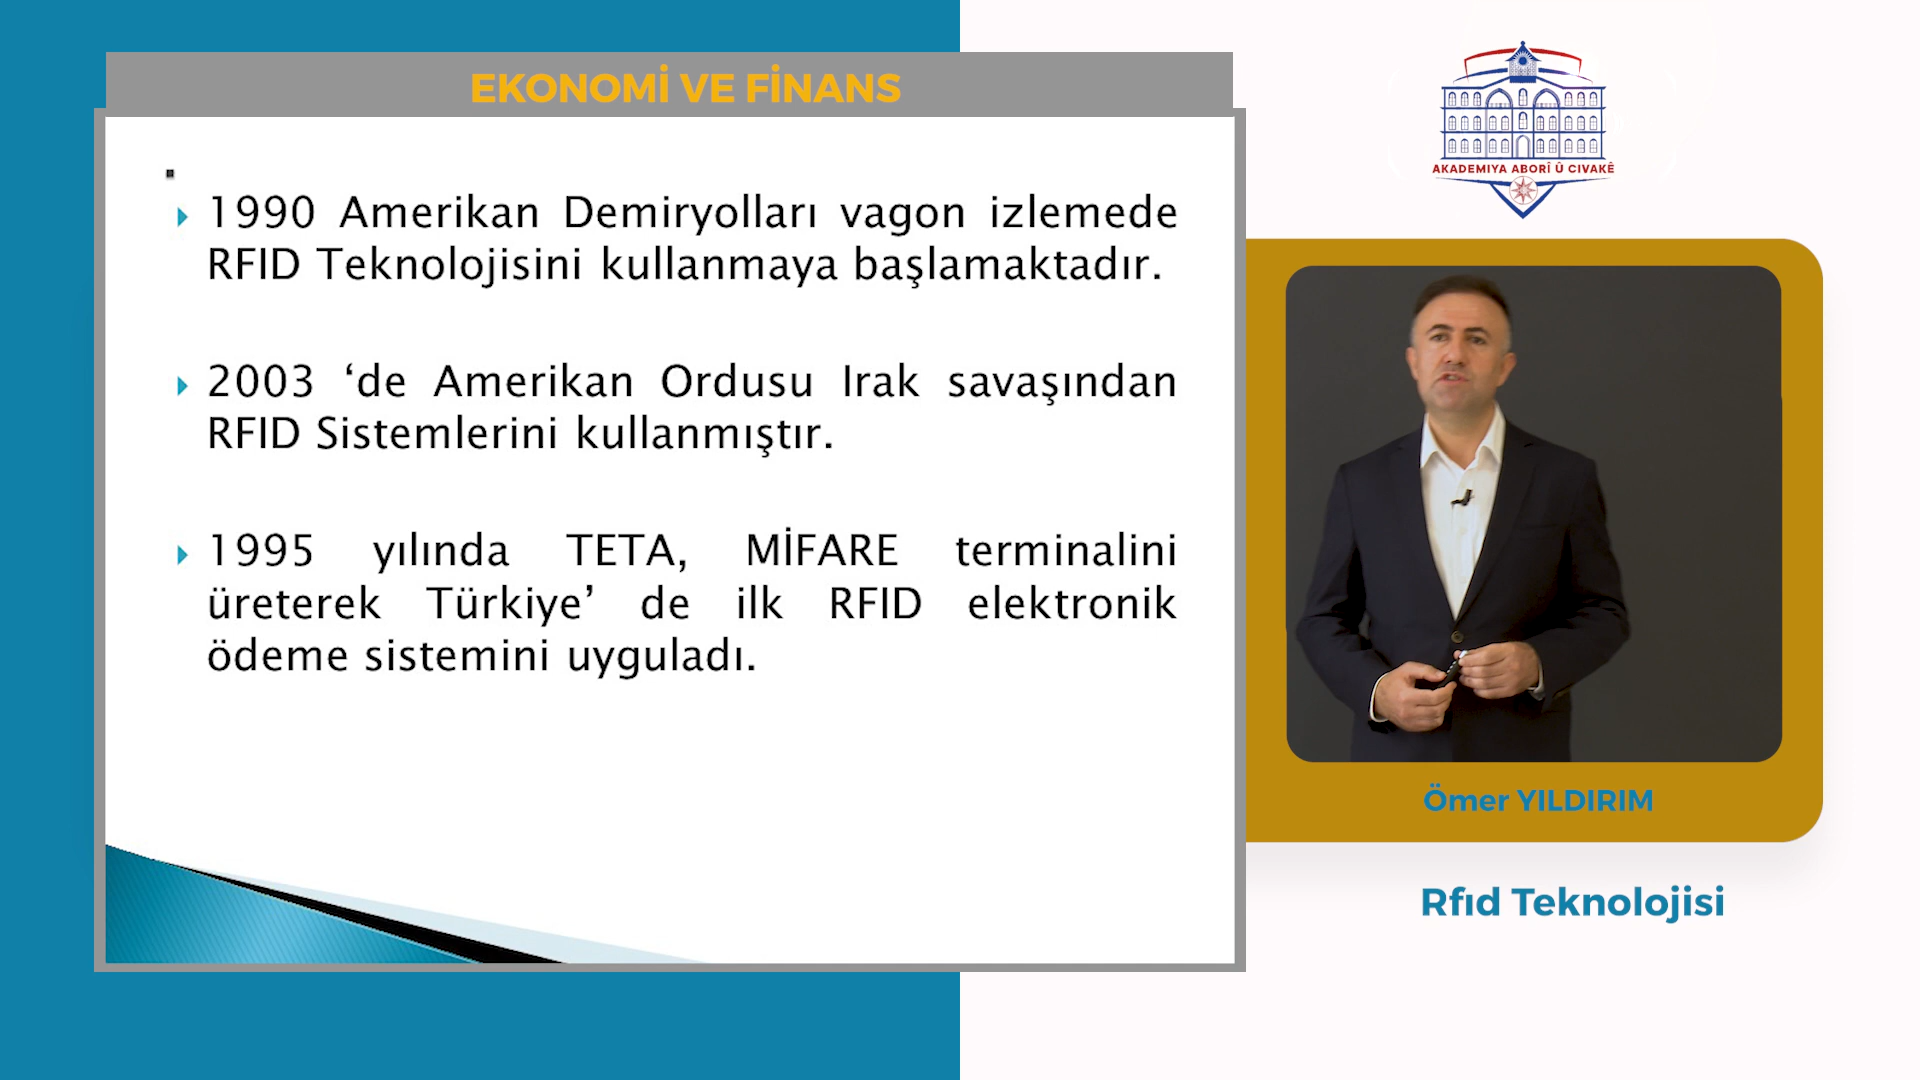 EKONOMİ VE FİNANS
1990 Amerikan Demiryolları vagon izlemede
RFID Teknolojisini kullanmaya başlamaktadır.
2003 ‘de Amerikan Ordusu Irak savaşından
RFID Sistemlerini kullanmıştır.
1995 yılında TETA, MİFARE terminalini
üreterek Türkiye’ de ilk RFID elektronik
ödeme sistemini uyguladı.
AKADEMIYA ABORÎ Û CIVAKÊ
Ömer YILDIRIM
Rfıd Teknolojisi